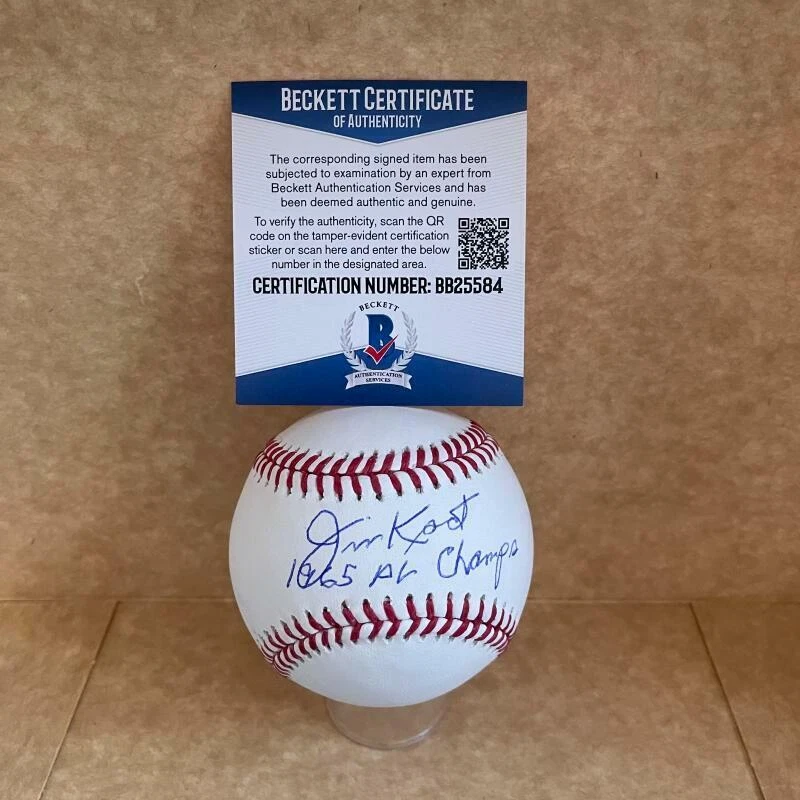 BECKETT CERTIFICATE
OF AUTHENTICITY
The corresponding signed item has been
subjected to examination by an expert from
Beckett Authentication Services and has
been deemed authentic and genuine.
To verify the authenticity, scan the QR
code on the tamper-evident certification
sticker or scan here and enter the below
number in the designated area.
CERTIFICATION NUMBER: BB25584
BECKETT
B
AUTHENTICATION
SERVICES
Jim Kaat
1965 AL Champs